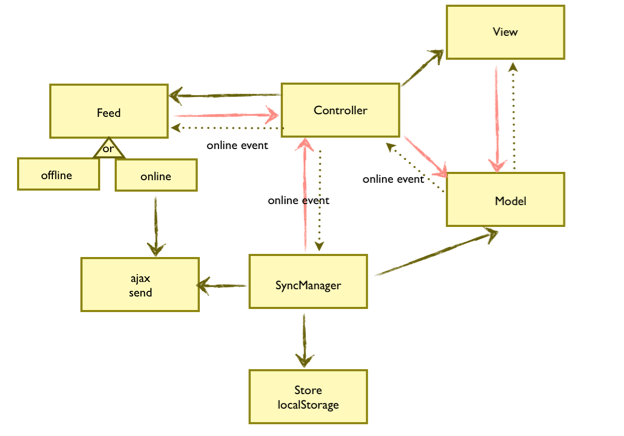 View
Feed
Controller
or
online event
offline
online
online event
Model
online event
ajax
send
SyncManager
Store
localStorage